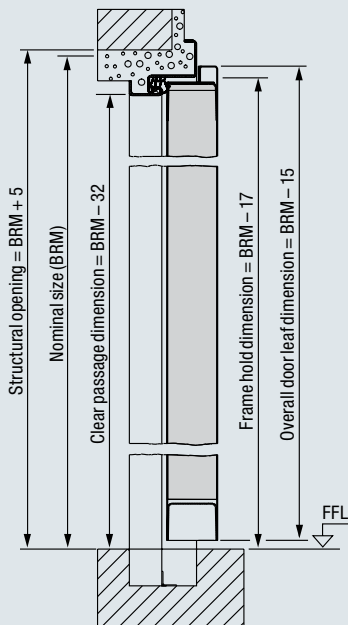 Structural opening = BRM + 5
Nominal size (BRM)
Clear passage dimension = BRM – 32
Frame hold dimension = BRM – 17
Overall door leaf dimension = BRM – 15
FFL